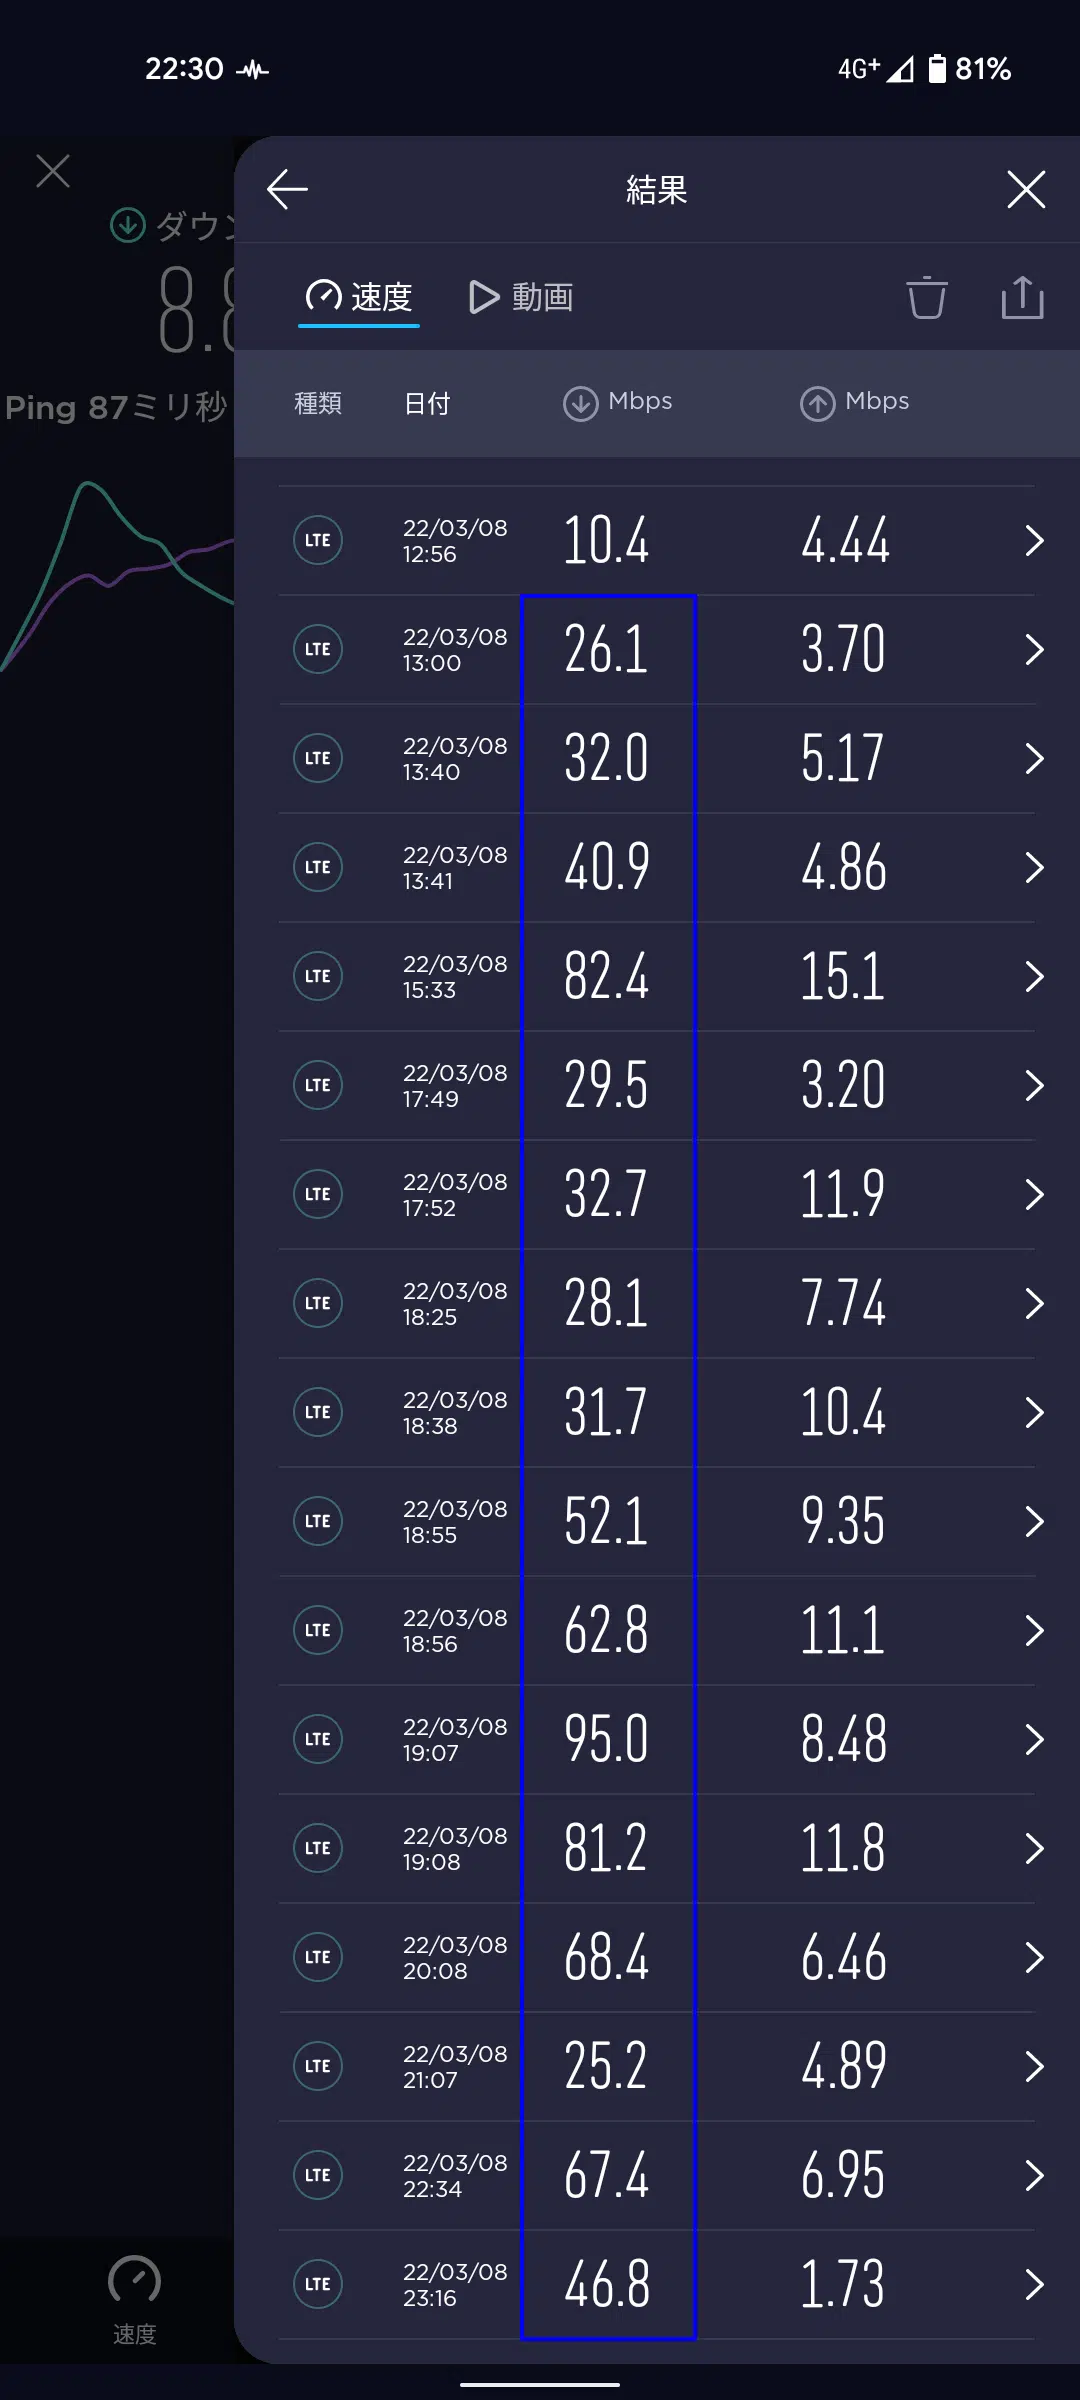 22:30
4G+ 81%
ダウン
8.8
Ping 87ミリ秒
結果
速度 動画
種類 日付 Mbps Mbps
LTE 22/03/08 12:56 10.4 4.44
LTE 22/03/08 13:00 26.1 3.70
LTE 22/03/08 13:40 32.0 5.17
LTE 22/03/08 13:41 40.9 4.86
LTE 22/03/08 15:33 82.4 15.1
LTE 22/03/08 17:49 29.5 3.20
LTE 22/03/08 17:52 32.7 11.9
LTE 22/03/08 18:25 28.1 7.74
LTE 22/03/08 18:38 31.7 10.4
LTE 22/03/08 18:55 52.1 9.35
LTE 22/03/08 18:56 62.8 11.1
LTE 22/03/08 19:07 95.0 8.48
LTE 22/03/08 19:08 81.2 11.8
LTE 22/03/08 20:08 68.4 6.46
LTE 22/03/08 21:07 25.2 4.89
LTE 22/03/08 22:34 67.4 6.95
LTE 22/03/08 23:16 46.8 1.73
速度